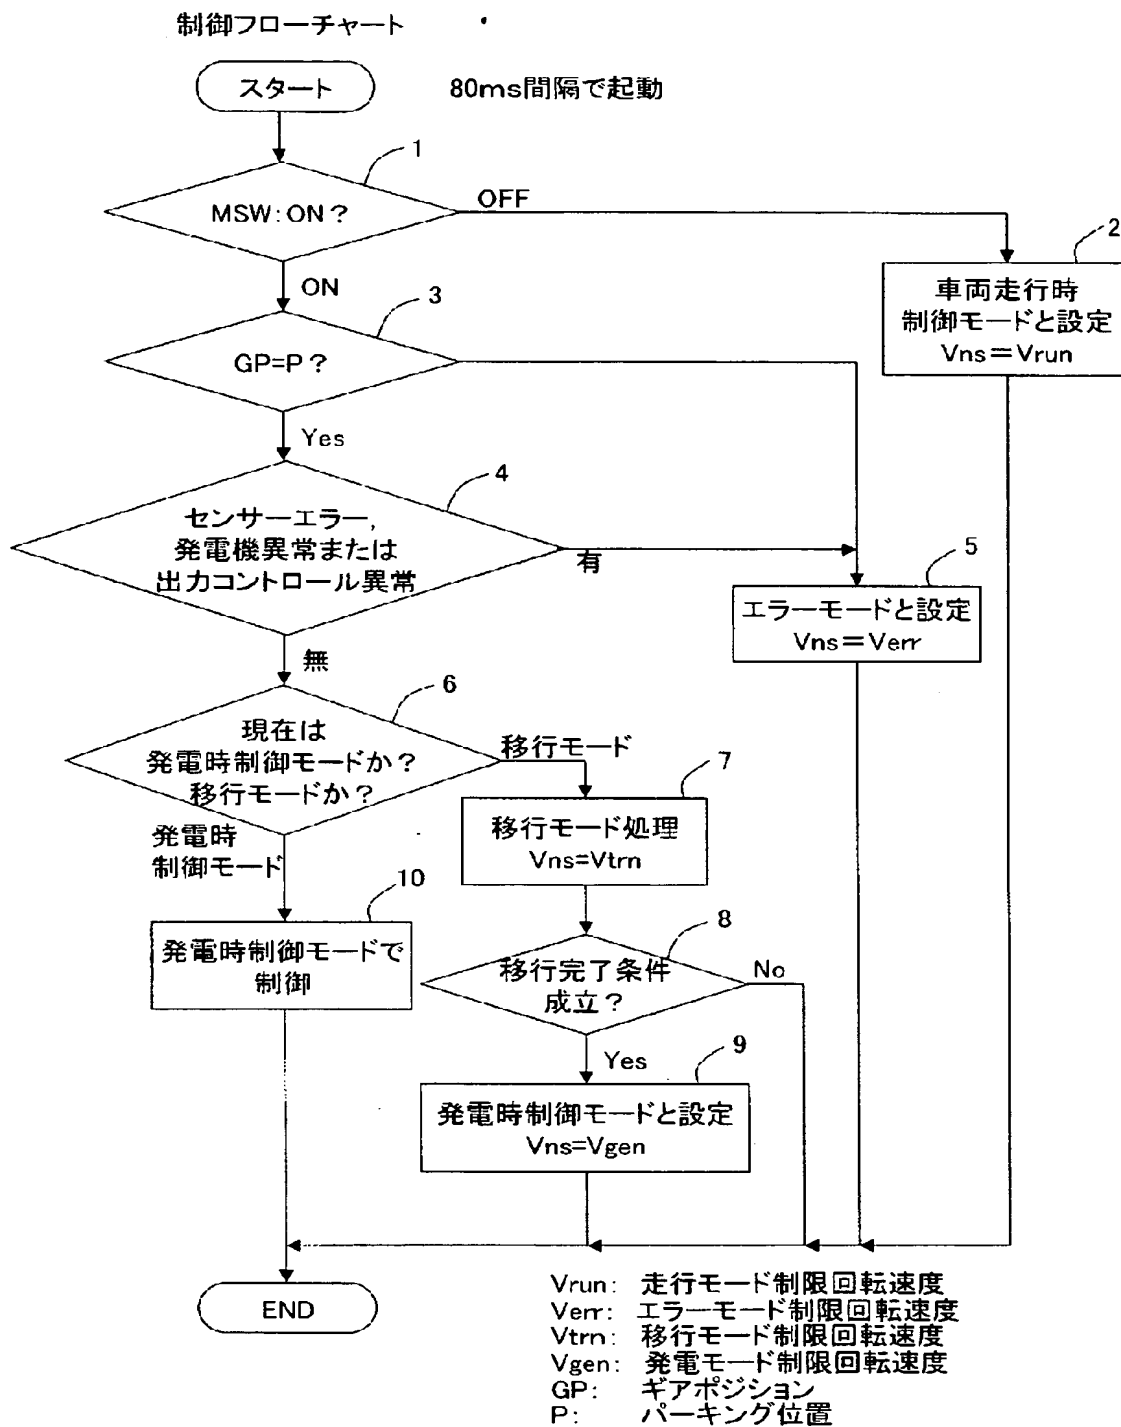 制御フローチャート
スタート
80ms間隔で起動
1
MSW:ON?
OFF
2
車両走行時
制御モードと設定
Vns=Vrun
ON
3
GP=P?
Yes
4
センサーエラー,
発電機異常または
出力コントロール異常
有
5
エラーモードと設定
Vns=Verr
無
6
現在は
発電時制御モードか?
移行モードか?
移行モード
7
移行モード処理
Vns=Vtrn
発電時
制御モード
10
発電時制御モードで
制御
8
移行完了条件
成立?
No
Yes
9
発電時制御モードと設定
Vns=Vgen
END
Vrun: 走行モード制限回転速度
Verr: エラーモード制限回転速度
Vtrn: 移行モード制限回転速度
Vgen: 発電モード制限回転速度
GP: ギアポジション
P: パーキング位置